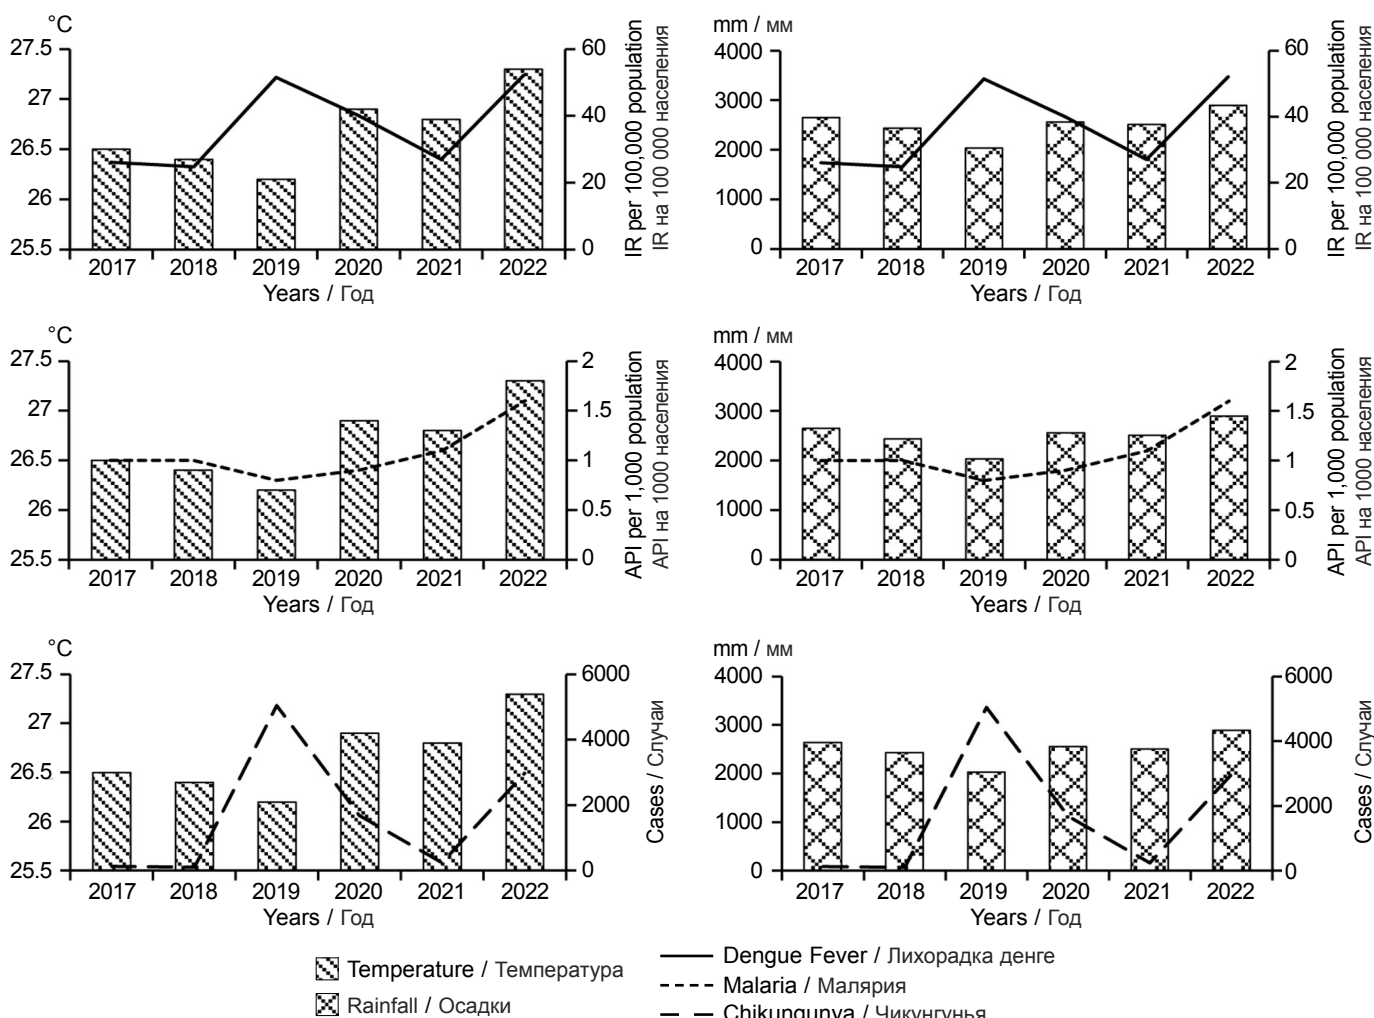 °C
27.5
27
26.5
26
25.5
60
40
20
0
IR per 100,000 population
IR на 100 000 населения
2017 2018 2019 2020 2021 2022
Years / Год
mm / мм
4000
3000
2000
1000
0
60
40
20
0
IR per 100,000 population
IR на 100 000 населения
2017 2018 2019 2020 2021 2022
Years / Год
°C
27.5
27
26.5
26
25.5
2
1.5
1
0.5
0
API per 1,000 population
API на 1000 населения
2017 2018 2019 2020 2021 2022
Years / Год
mm / мм
4000
3000
2000
1000
0
2
1.5
1
0.5
0
API per 1,000 population
API на 1000 населения
2017 2018 2019 2020 2021 2022
Years / Год
°C
27.5
27
26.5
26
25.5
6000
4000
2000
0
Cases / Случаи
2017 2018 2019 2020 2021 2022
Years / Год
mm / мм
4000
3000
2000
1000
0
6000
4000
2000
0
Cases / Случаи
2017 2018 2019 2020 2021 2022
Years / Год
Temperature / Температура
Rainfall / Осадки
Dengue Fever / Лихорадка денге
Malaria / Малярия
Chikungunya / Чикунгунья